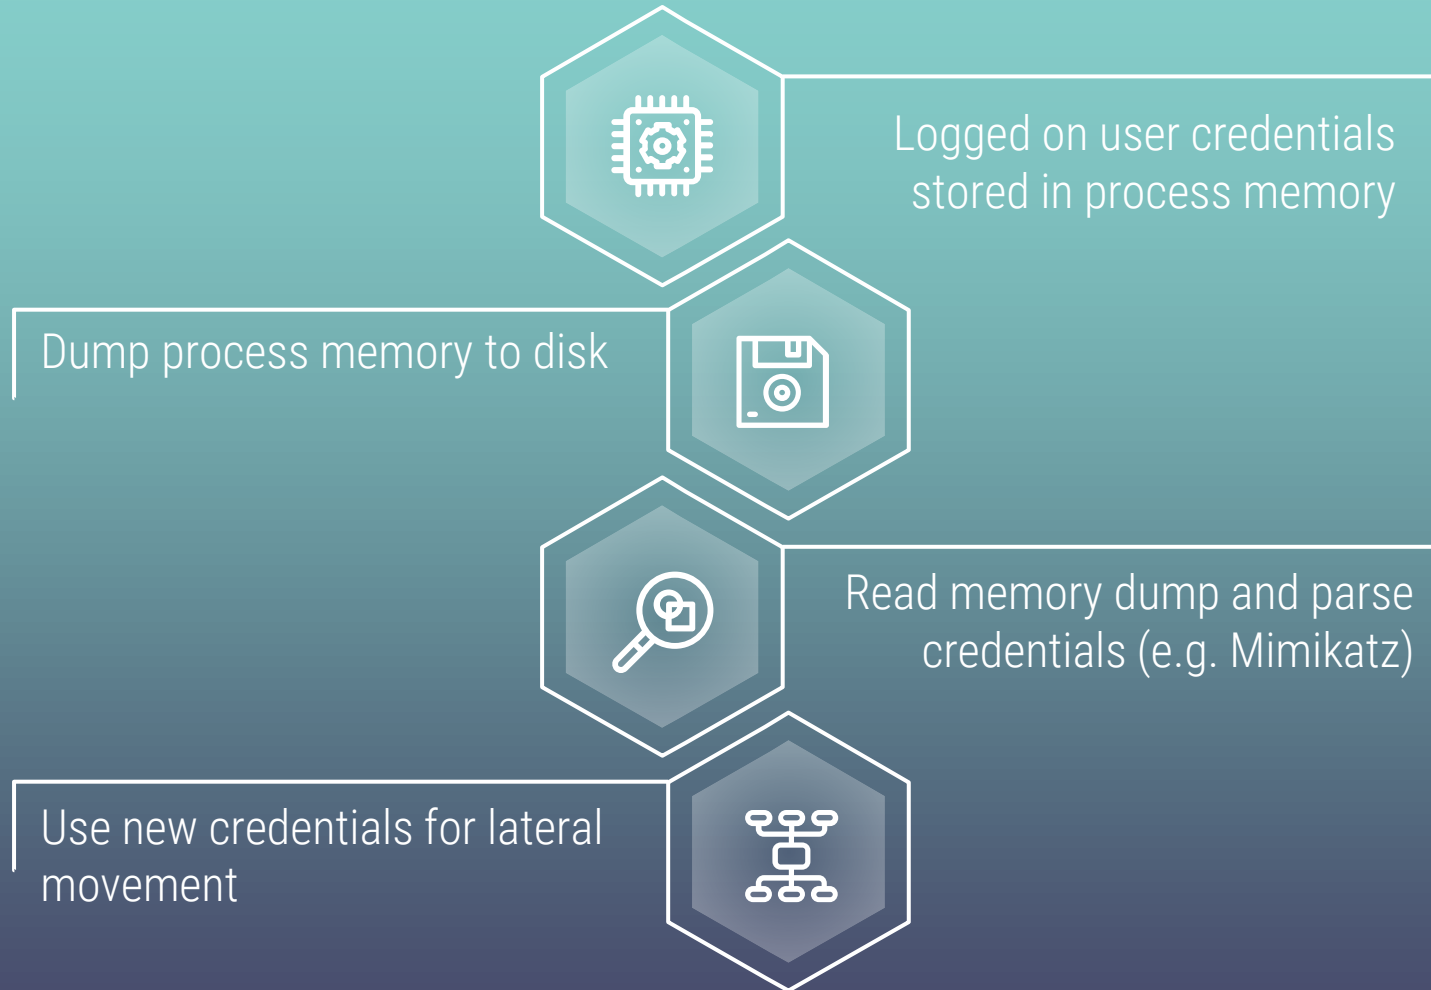 Logged on user credentials
stored in process memory
Dump process memory to disk
Read memory dump and parse
credentials (e.g. Mimikatz)
Use new credentials for lateral
movement